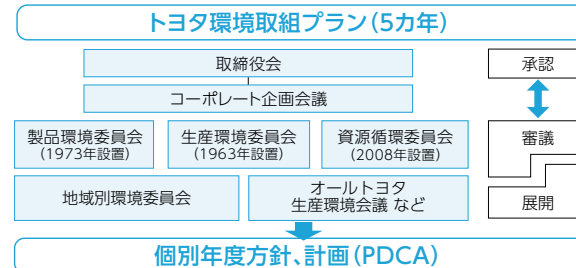 トヨタ環境取組プラン(5カ年)
取締役会
承認
コーポレート企画会議
製品環境委員会
(1973年設置)
生産環境委員会
(1963年設置)
資源循環委員会
(2008年設置)
審議
地域別環境委員会
オールトヨタ
生産環境会議 など
展開
個別年度方針、計画(PDCA)